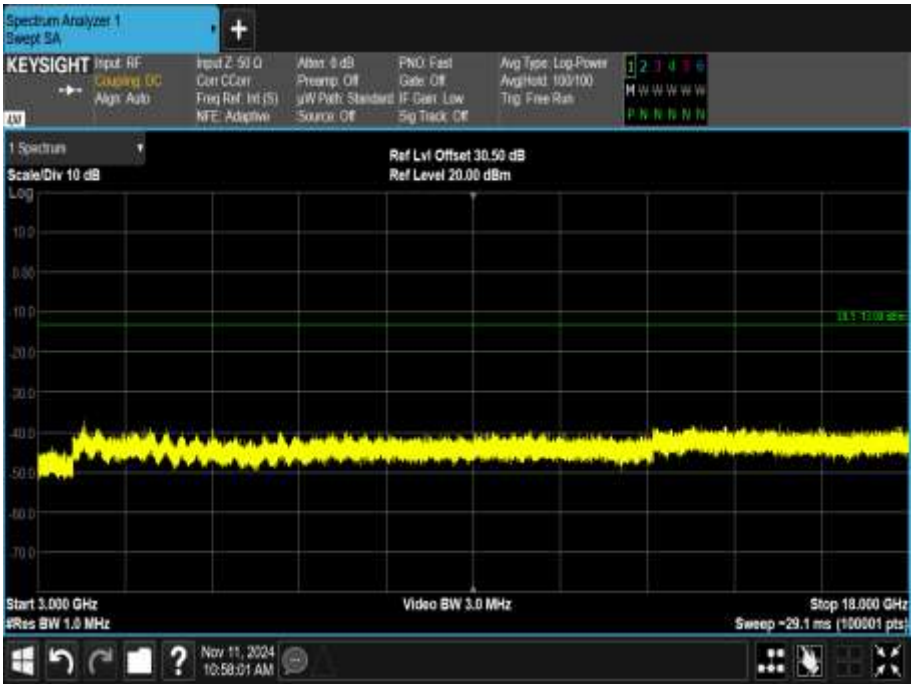 Spectrum Analyzer 1
Swept SA
+
KEYSIGHT
Input: RF
Coupling: DC
Align: Auto
Input Z: 50 Ω
Corr CCorr
Freq Ref: Int (S)
NFE: Adaptive
Atten: 0 dB
Preamp: Off
µW Path: Standard
Source: Off
PNO: Fast
Gate: Off
IF Gain: Low
Sig Track: Off
Avg Type: Log-Power
Avg|Hold: 100/100
Trig: Free Run
1 2 3 4 5 6
M W W W W W
P N N N N N
LXI
1 Spectrum
Scale/Div 10 dB
Ref Lvl Offset 30.50 dB
Ref Level 20.00 dBm
Log
10.0
0.00
-10.0
DL1 -13.00 dBm
-20.0
-30.0
-40.0
-50.0
-60.0
-70.0
Start 3.000 GHz
#Res BW 1.0 MHz
Video BW 3.0 MHz
Stop 18.000 GHz
Sweep ~29.1 ms (100001 pts)
?
Nov 11, 2024
10:58:01 AM